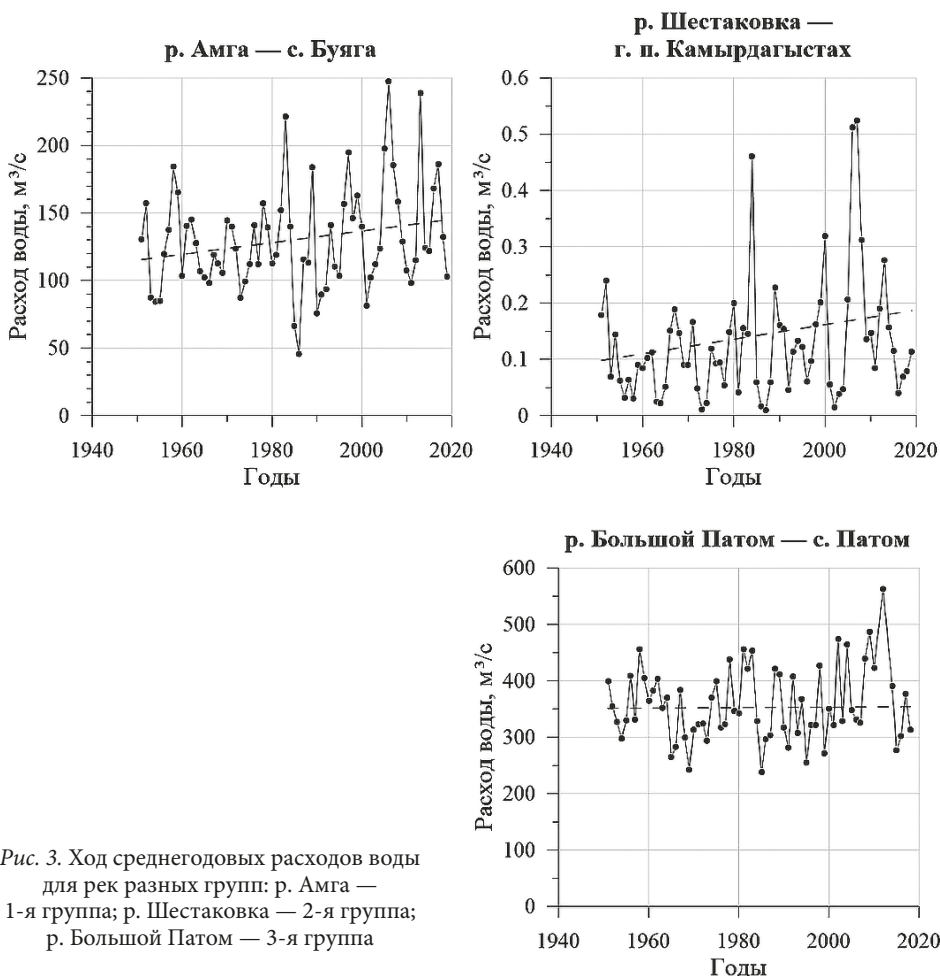 р. Амга — с. Буяга
250
200
150
100
50
0
1940 1960 1980 2000 2020
Расход воды, м³/с
Годы
р. Шестаковка —
г. п. Камырдагыстах
0.6
0.5
0.4
0.3
0.2
0.1
0
1940 1960 1980 2000 2020
Расход воды, м³/с
Годы
р. Большой Патом — с. Патом
600
500
400
300
200
100
0
1940 1960 1980 2000 2020
Расход воды, м³/с
Годы
Рис. 3. Ход среднегодовых расходов воды
для рек разных групп: р. Амга —
1-я группа; р. Шестаковка — 2-я группа;
р. Большой Патом — 3-я группа